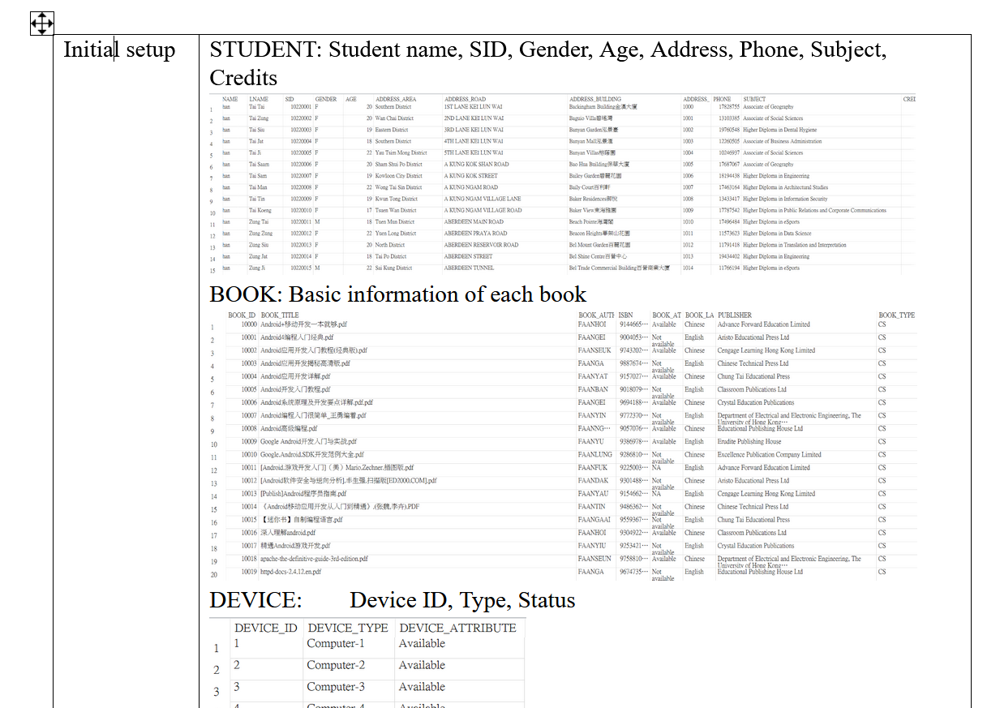 Initial setup
STUDENT: Student name, SID, Gender, Age, Address, Phone, Subject,
Credits
NAME LNAME SID GENDER AGE ADDRESS_AREA ADDRESS_ROAD ADDRESS_BUILDING ADDRESS_ PHONE SUBJECT CREI
1 han Tai Tai 10220001 F 20 Southern District 1ST LANE KEI LUN WAI Backingham Building金漢大廈 1000 17828755 Associate of Geography
2 han Tai Zung 10220002 F 20 Wan Chai District 2ND LANE KEI LUN WAI Baguio Villa碧瑤灣 1001 13103385 Associate of Social Sciences
3 han Tai Siu 10220003 F 19 Eastern District 3RD LANE KEI LUN WAI Banyan Garden泓景臺 1002 19760548 Higher Diploma in Dental Hygiene
4 han Tai Jat 10220004 F 18 Southern District 4TH LANE KEI LUN WAI Banyan Mall泓景滙 1003 12260505 Associate of Business Administration
5 han Tai Ji 10220005 F 22 Yau Tsim Mong District 5TH LANE KEI LUN WAI Banyan Villas榕蔭園 1004 10246937 Associate of Social Sciences
6 han Tai Saam 10220006 F 20 Sham Shui Po District A KUNG KOK SHAN ROAD Bao Hua Building保華大廈 1005 17687067 Associate of Geography
7 han Tai Sam 10220007 F 19 Kowloon City District A KUNG KOK STREET Bailey Garden碧麗花園 1006 18194438 Higher Diploma in Engineering
8 han Tai Man 10220008 F 22 Wong Tai Sin District A KUNG NGAM ROAD Baily Court百利軒 1007 17463164 Higher Diploma in Architectural Studies
9 han Tai Tin 10220009 F 19 Kwun Tong District A KUNG NGAM VILLAGE LANE Baker Residences御悅 1008 13433417 Higher Diploma in Information Security
10 han Tai Koeng 10220010 F 17 Tsuen Wan District A KUNG NGAM VILLAGE ROAD Baker View東海雅園 1009 17787542 Higher Diploma in Public Relations and Corporate Communications
11 han Zung Tai 10220011 M 18 Tuen Mun District ABERDEEN MAIN ROAD Beach Pointe海灣閣 1010 17496484 Higher Diploma in eSports
12 han Zung Zung 10220012 F 22 Yuen Long District ABERDEEN PRAYA ROAD Beacon Heights畢架山花園 1011 11573623 Higher Diploma in Data Science
13 han Zung Siu 10220013 F 20 North District ABERDEEN RESERVOIR ROAD Bel Mount Garden百麗花園 1012 11791418 Higher Diploma in Translation and Interpretation
14 han Zung Jat 10220014 F 18 Tai Po District ABERDEEN STREET Bel Shine Centre百營中心 1013 19434402 Higher Diploma in Engineering
15 han Zung Ji 10220015 M 22 Sai Kung District ABERDEEN TUNNEL Bel Trade Commercial Building百營商業大廈 1014 11766194 Higher Diploma in eSports
BOOK: Basic information of each book
BOOK_ID BOOK_TITLE BOOK_AUTH ISBN BOOK_AT BOOK_LA PUBLISHER BOOK_TYPE
1 10000 Android+移动开发一本就够.pdf FAANHOI 9144665··· Available Chinese Advance Forward Education Limited CS
2 10001 Android4编程入门经典.pdf FAANGEI 9004053··· Not available English Aristo Educational Press Ltd CS
3 10002 Android应用开发入门教程(经典版).pdf FAANSEUK 9743202··· Available Chinese Cengage Learning Hong Kong Limited CS
4 10003 Android应用开发揭秘高清版.pdf FAANGA 9887674··· Not available English Chinese Technical Press Ltd CS
5 10004 Android应用开发详解.pdf FAANYAT 9157027··· Available Chinese Chung Tai Educational Press CS
6 10005 Android开发入门教程.pdf FAANBAN 9018079··· Not available English Classroom Publications Ltd CS
7 10006 Android系统原理及开发要点详解.pdf.pdf FAANGEI 9694188··· Available Chinese Crystal Education Publications CS
8 10007 Android编程入门很简单_王勇编着.pdf FAANYIN 9772370··· Not available English Department of Electrical and Electronic Engineering, The University of Hong Kong··· CS
9 10008 Android高级编程.pdf FAANNG··· 9057076··· Available Chinese Educational Publishing House Ltd CS
10 10009 Google Android开发入门与实战.pdf FAANYU 9386978··· Available English Erudite Publishing House CS
11 10010 Google.Android.SDK开发范例大全.pdf FAANLUNG 9286810··· Not available Chinese Excellence Publication Company Limited CS
12 10011 [Android.游戏开发入门]（美）Mario.Zechner.插图版.pdf FAANFUK 9225003··· NA English Advance Forward Education Limited CS
13 10012 [Android软件安全与逆向分析].丰生强.扫描版[ED2000.COM].pdf FAANDAK 9301488··· Not available Chinese Aristo Educational Press Ltd CS
14 10013 [Publish]Android程序员指南.pdf FAANYAU 9154662··· NA English Cengage Learning Hong Kong Limited CS
15 10014 《Android移动应用开发从入门到精通》.(张魏,李卉).PDF FAANTIN 9486362··· Not available Chinese Chinese Technical Press Ltd CS
16 10015 【迷你书】自制编程语言.pdf FAANGAAI 9559367··· Not available English Chung Tai Educational Press CS
17 10016 深入理解android.pdf FAANHOI 9304922··· Available Chinese Classroom Publications Ltd CS
18 10017 精通Android游戏开发.pdf FAANYIU 9253421··· Not available English Crystal Education Publications CS
19 10018 apache-the-definitive-guide-3rd-edition.pdf FAANSEUN 9758810··· Available Chinese Department of Electrical and Electronic Engineering, The University of Hong Kong··· CS
20 10019 httpd-docs-2.4.12.en.pdf FAANGA 9674735··· Not available English Educational Publishing House Ltd CS
DEVICE: Device ID, Type, Status
DEVICE_ID DEVICE_TYPE DEVICE_ATTRIBUTE
1 1 Computer-1 Available
2 2 Computer-2 Available
3 3 Computer-3 Available
4 Computer-4 Available